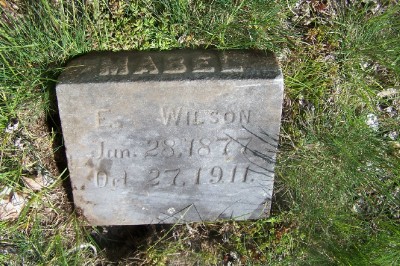 MABEL
E. WILSON
Jan. 28, 1877.
Oct. 27, 1911.